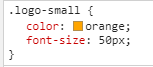 .logo-small {
color: orange;
font-size: 50px;
}